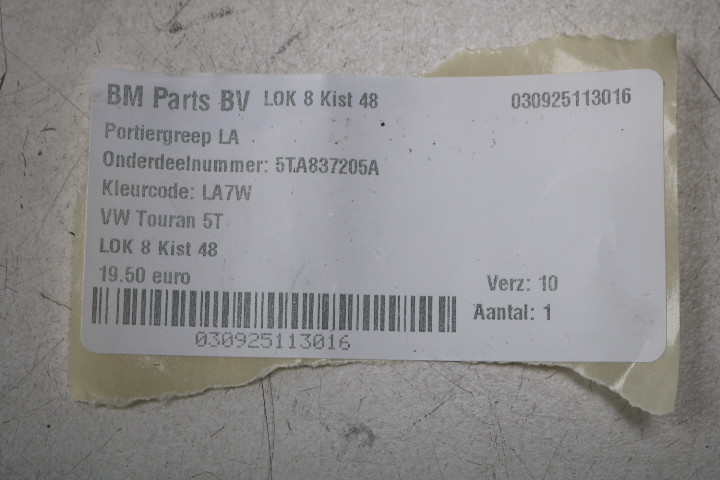 BM Parts BV LOK 8 Kist 48 030925113016
Portiergreep LA
Onderdeelnummer: 5TA837205A
Kleurcode: LA7W
VW Touran 5T
LOK 8 Kist 48
19.50 euro Verz: 10
Aantal: 1
030925113016